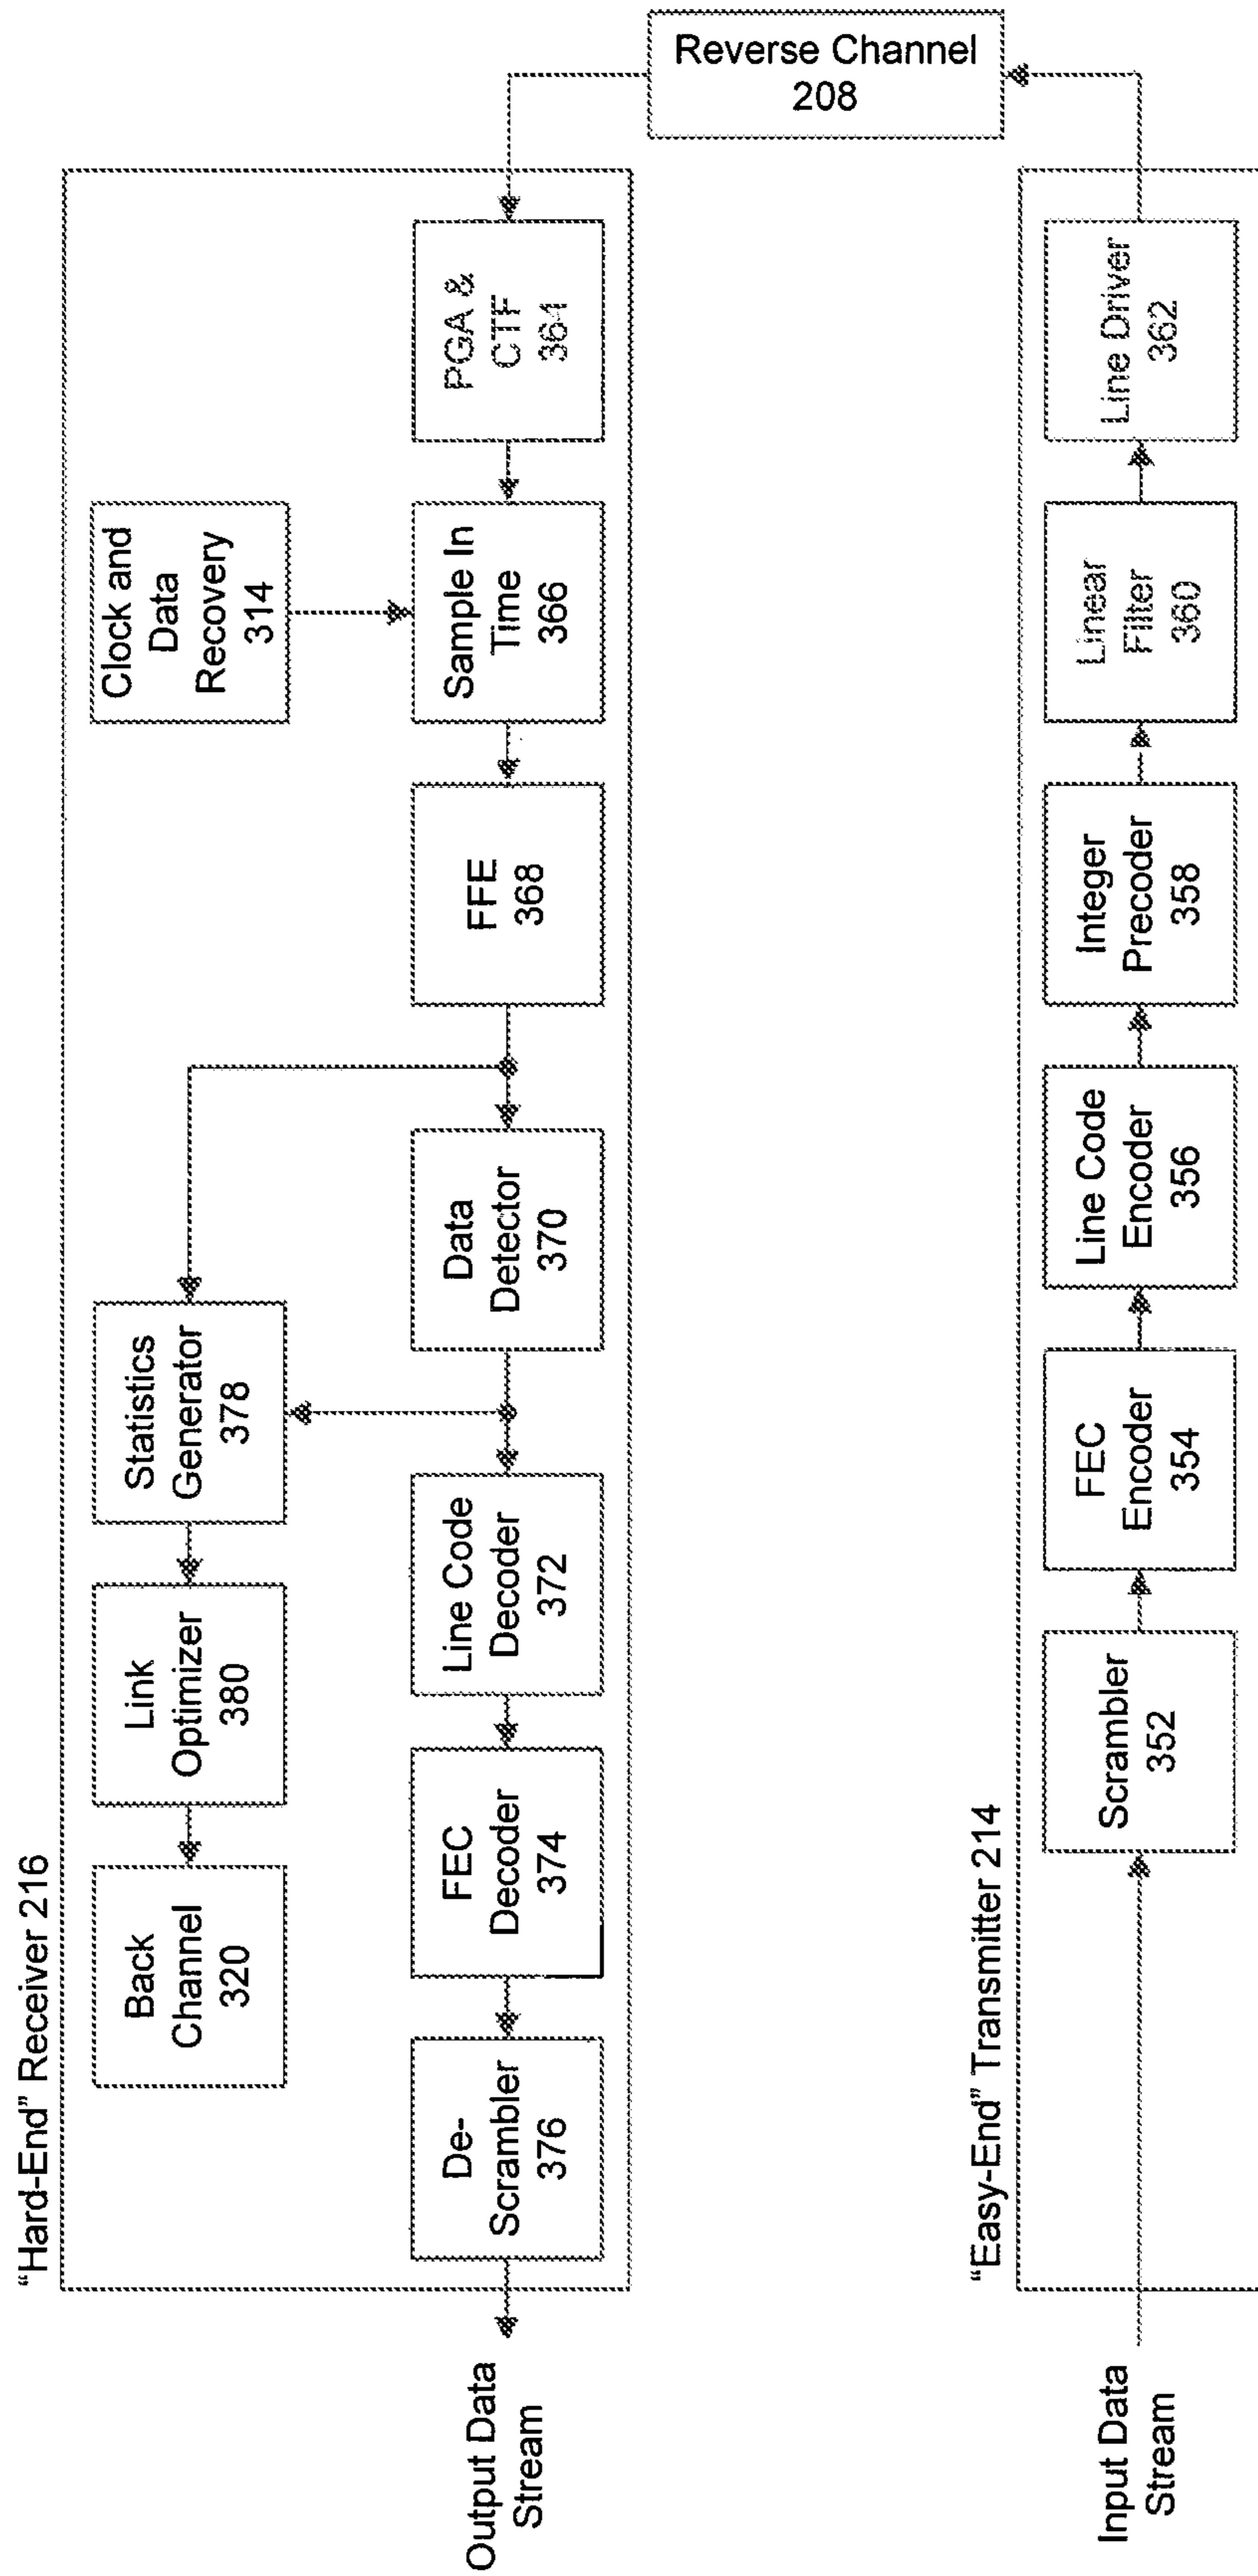 "Hard-End" Receiver 216
Back
Channel
320
Link
Optimizer
380
Statistics
Generator
378
Clock and
Data
Recovery
314
Output Data
Stream
De-
Scrambler
376
FEC
Decoder
374
Line Code
Decoder
372
Data
Detector
370
FFE
368
Sample In
Time
366
PGA &
CTF
364
Reverse Channel
208
"Easy-End" Transmitter 214
Input Data
Stream
Scrambler
352
FEC
Encoder
354
Line Code
Encoder
356
Integer
Precoder
358
Linear
Filter
360
Line Driver
362